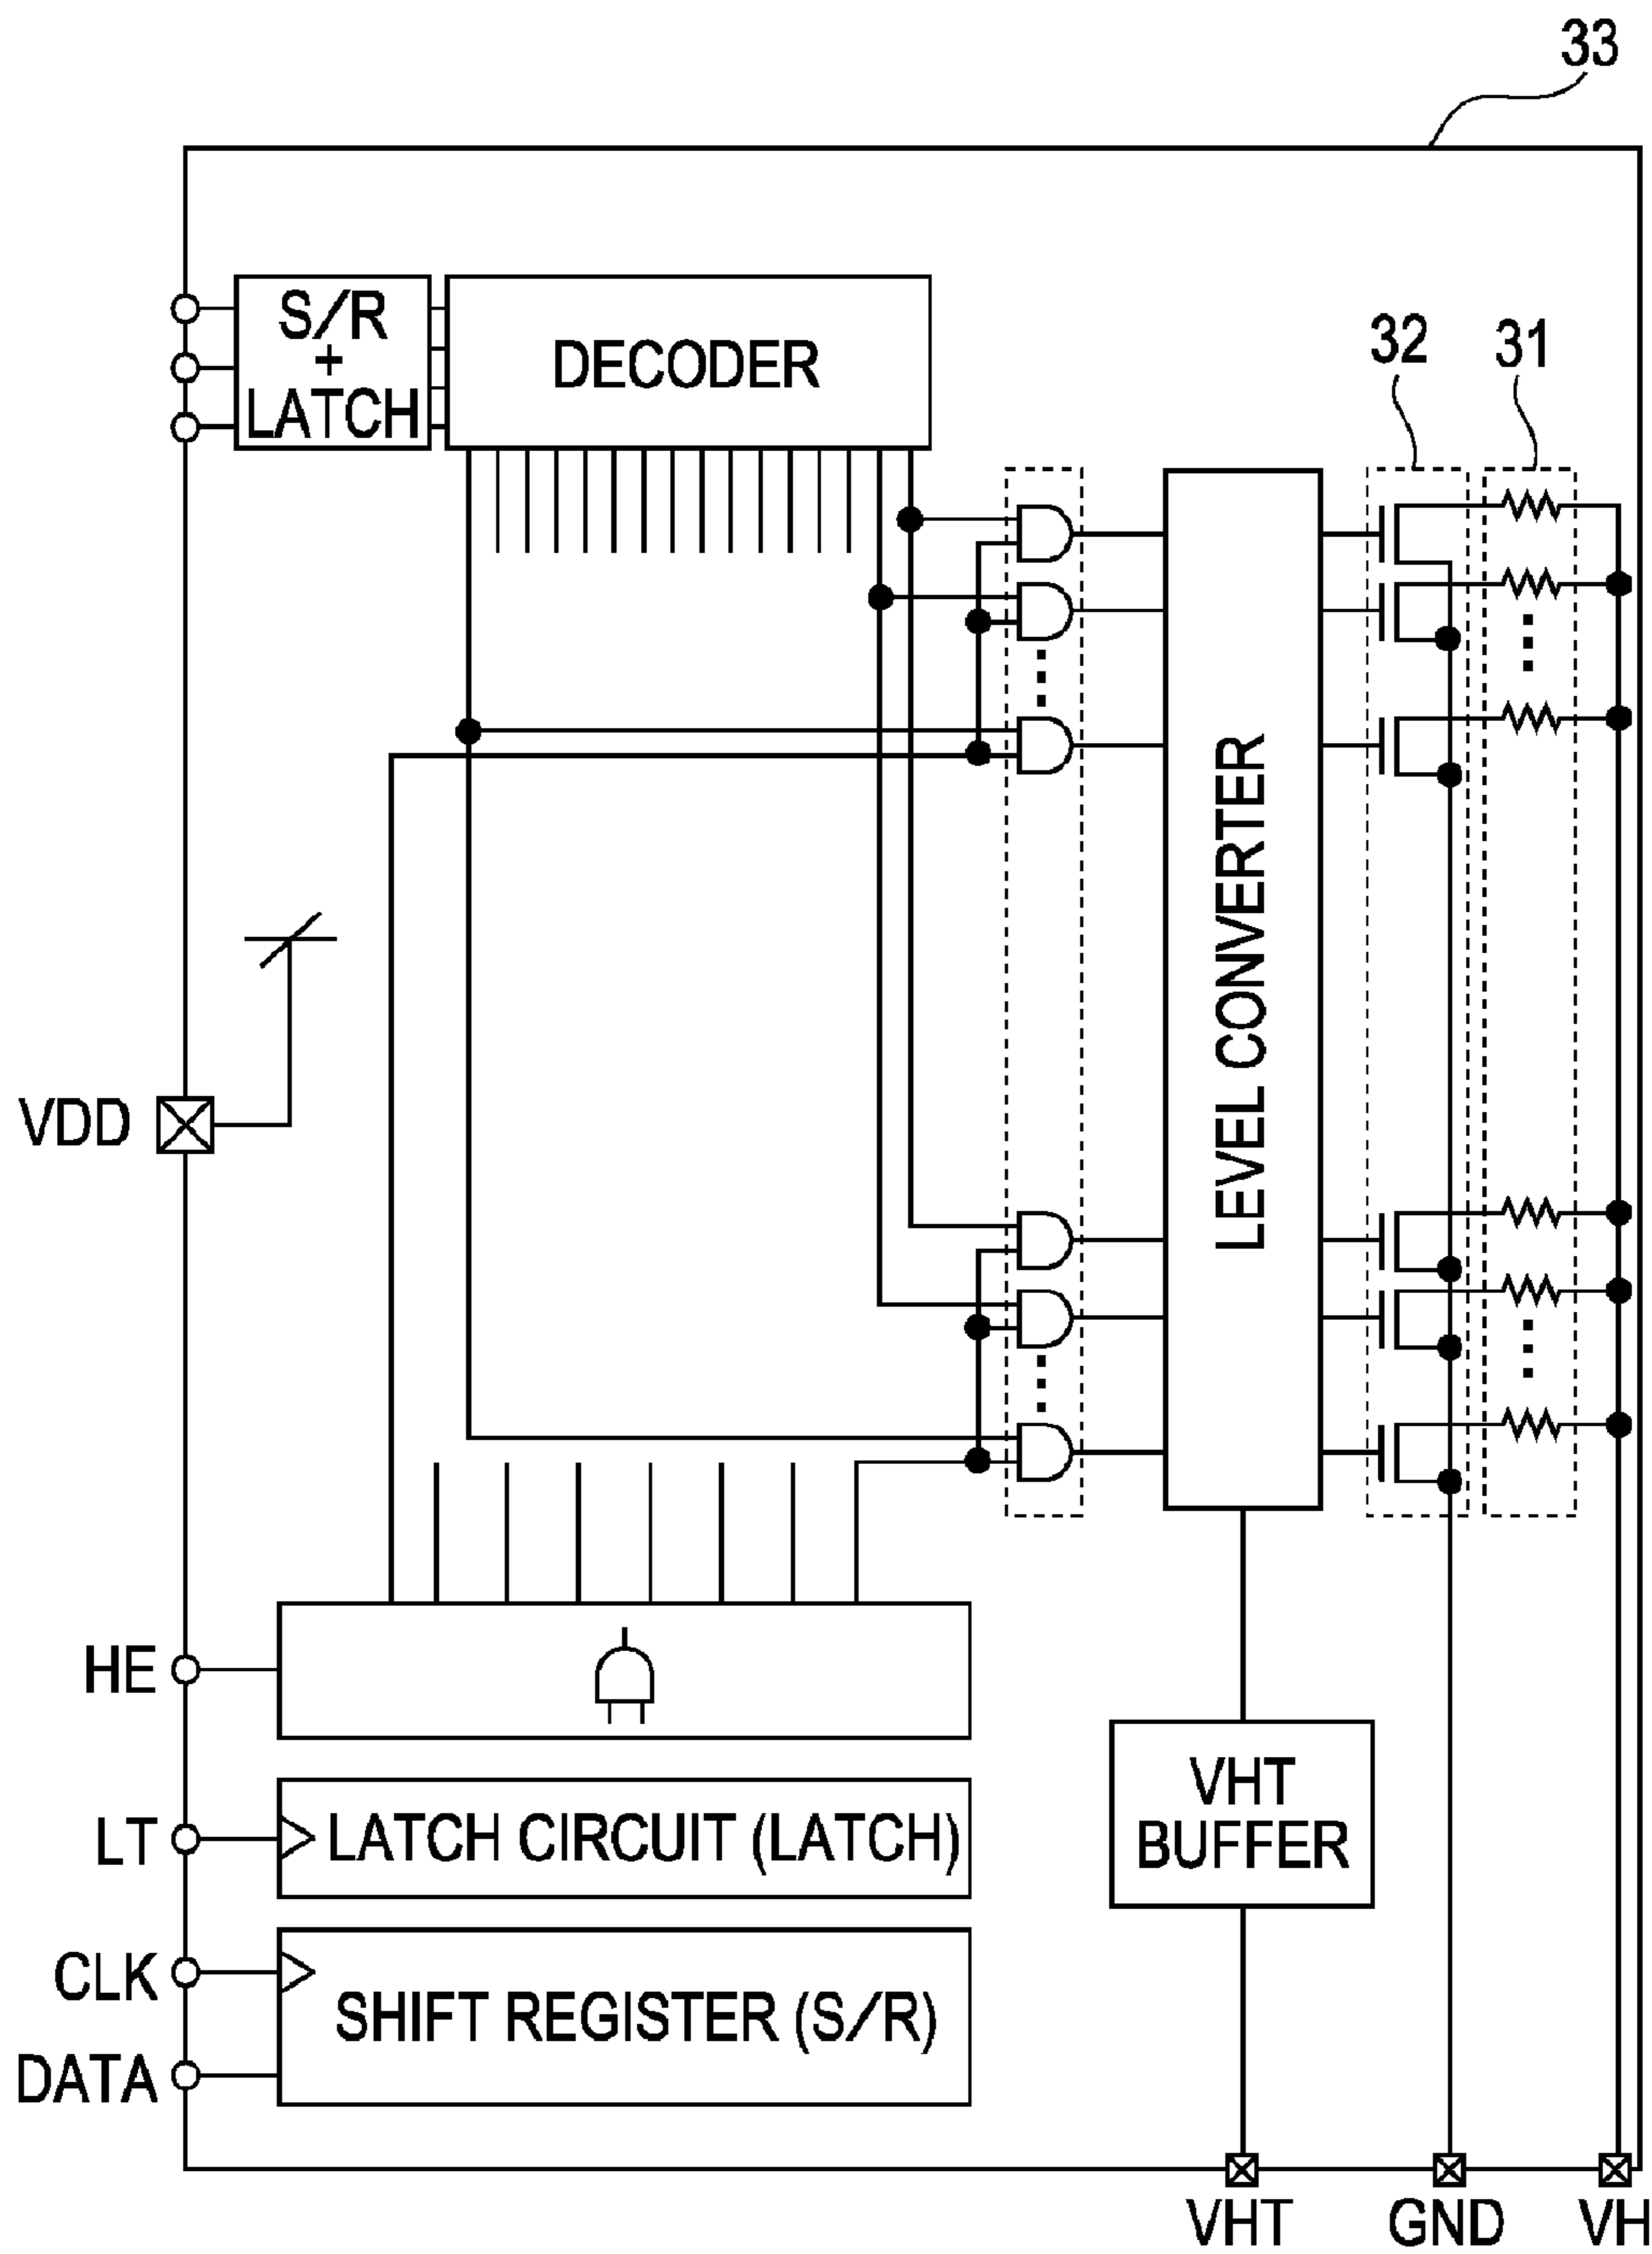 33
S/R
+
LATCH
DECODER
32
31
LEVEL CONVERTER
VDD
HE
VHT
BUFFER
LT
LATCH CIRCUIT (LATCH)
CLK
SHIFT REGISTER (S/R)
DATA
VHT
GND
VH